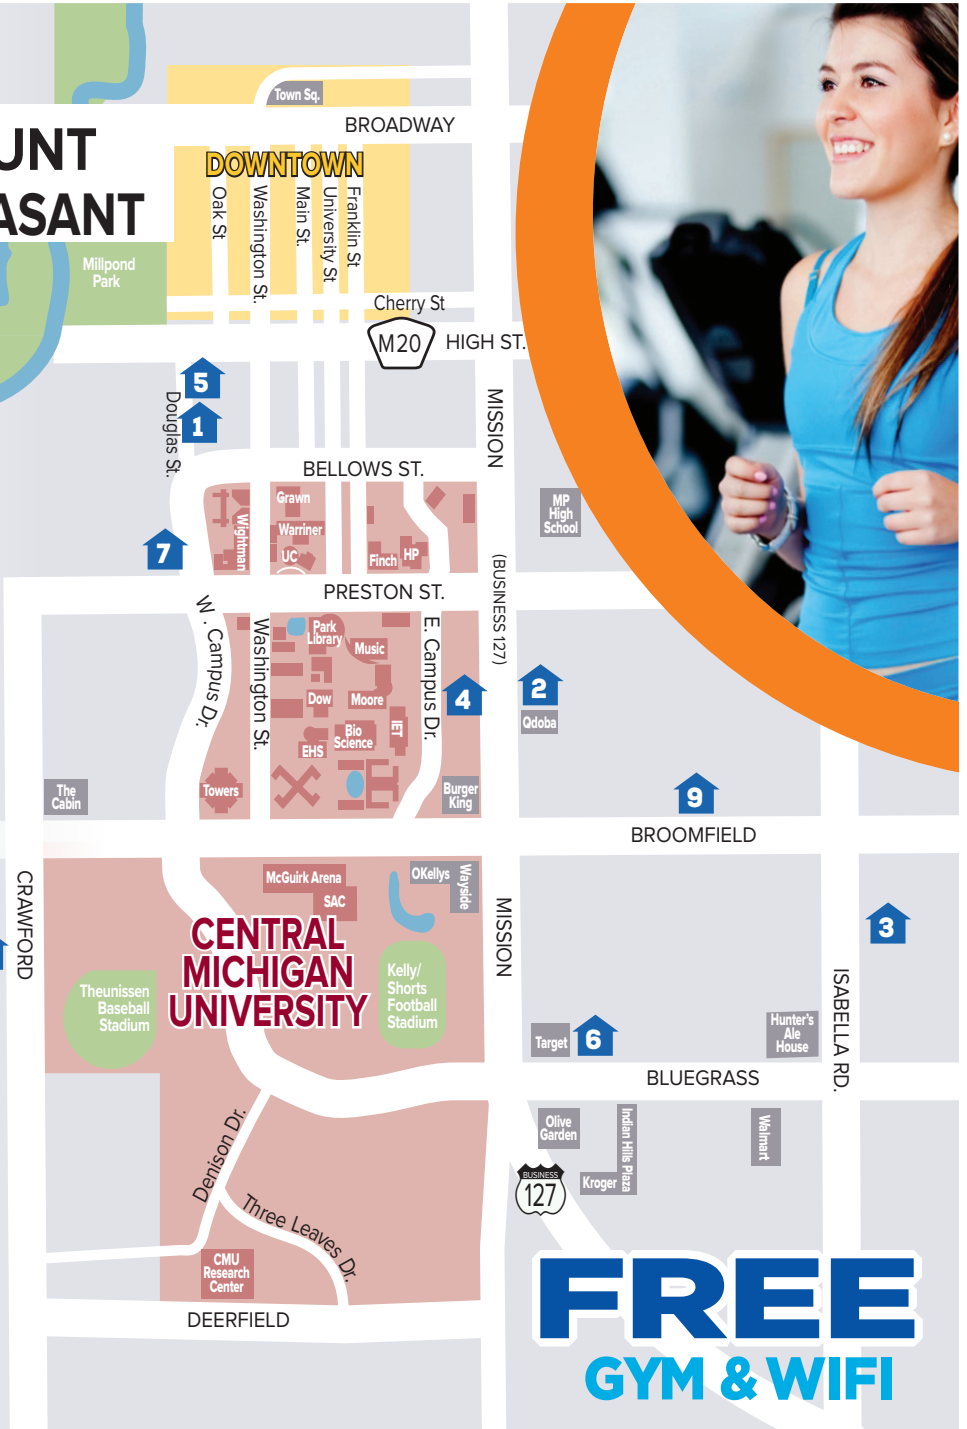 Town Sq.
BROADWAY
UNT
ASANT
DOWNTOWN
Oak St
Washington St.
Main St.
University St
Franklin St
Millpond
Park
Cherry St
M20
HIGH ST.
5
1
Douglas St.
MISSION
BELLOWS ST.
Grawn
Wightman
Warriner
UC
Finch
HP
MP
High
School
7
(BUSINESS 127)
PRESTON ST.
W. Campus Dr.
Washington St.
Park
Library
Music
E. Campus Dr.
4
2
Qdoba
Dow
Moore
Bio
Science
IET
EHS
Towers
The
Cabin
Burger
King
9
BROOMFIELD
CRAWFORD
McGuirk Arena
SAC
OKellys
Wayside
MISSION
3
CENTRAL
MICHIGAN
UNIVERSITY
Kelly/
Shorts
Football
Stadium
Theunissen
Baseball
Stadium
ISABELLA RD.
Target
6
Hunter's
Ale
House
BLUEGRASS
Denison Dr.
Olive
Garden
Indian Hills Plaza
Kroger
Walmart
BUSINESS
127
Three Leaves Dr.
CMU
Research
Center
DEERFIELD
FREE
GYM & WIFI